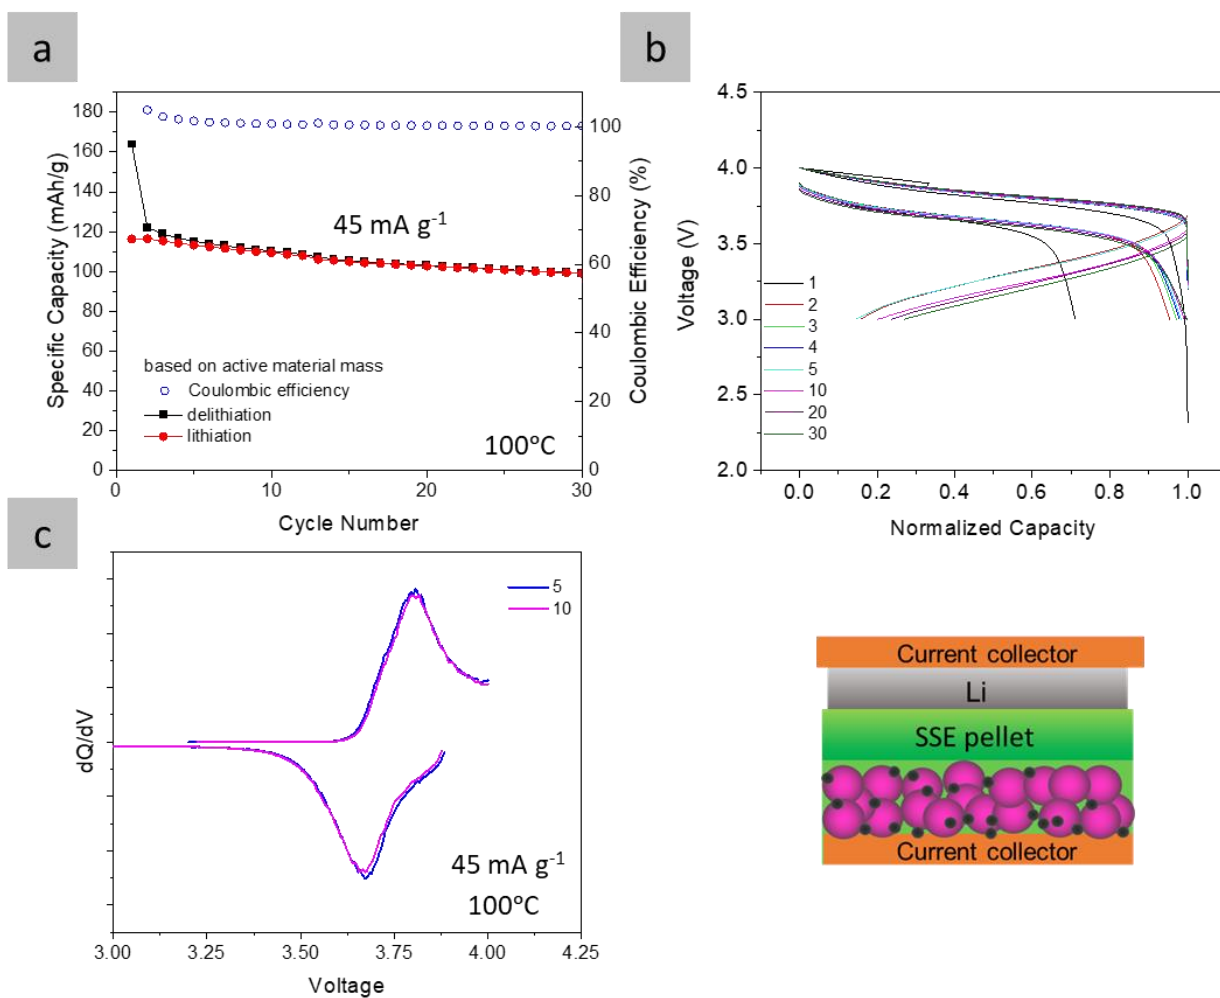 a
180
160
140
120
100
80
60
40
20
0
Specific Capacity (mAh/g)
45 mA g⁻¹
based on active material mass
Coulombic efficiency
delithiation
lithiation
100°C
100
80
60
40
20
0
Coulombic Efficiency (%)
0 10 20 30
Cycle Number
b
4.5
4.0
3.5
3.0
2.5
2.0
Voltage (V)
1
2
3
4
5
10
20
30
0.0 0.2 0.4 0.6 0.8 1.0
Normalized Capacity
c
dQ/dV
5
10
45 mA g⁻¹
100°C
3.00 3.25 3.50 3.75 4.00 4.25
Voltage
Current collector
Li
SSE pellet
Current collector